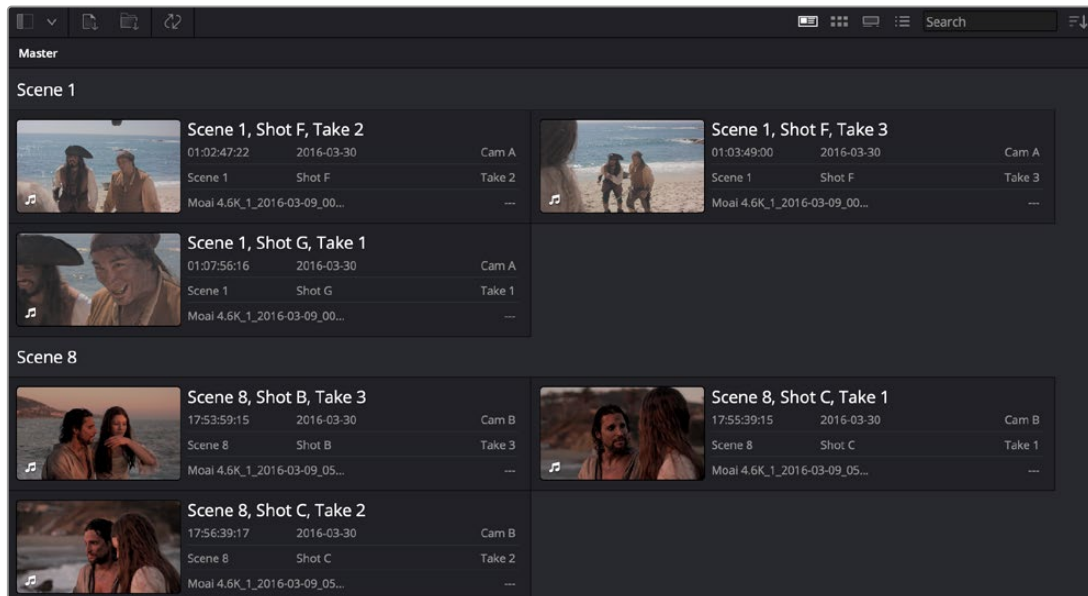 Search
Master
Scene 1
Scene 1, Shot F, Take 2
01:02:47:22 2016-03-30 Cam A
Scene 1 Shot F Take 2
Moai 4.6K_1_2016-03-09_00... ---
Scene 1, Shot F, Take 3
01:03:49:00 2016-03-30 Cam A
Scene 1 Shot F Take 3
Moai 4.6K_1_2016-03-09_00... ---
Scene 1, Shot G, Take 1
01:07:56:16 2016-03-30 Cam A
Scene 1 Shot G Take 1
Moai 4.6K_1_2016-03-09_00... ---
Scene 8
Scene 8, Shot B, Take 3
17:53:59:15 2016-03-30 Cam B
Scene 8 Shot B Take 3
Moai 4.6K_1_2016-03-09_05... ---
Scene 8, Shot C, Take 1
17:55:39:15 2016-03-30 Cam B
Scene 8 Shot C Take 1
Moai 4.6K_1_2016-03-09_05... ---
Scene 8, Shot C, Take 2
17:56:39:17 2016-03-30 Cam B
Scene 8 Shot C Take 2
Moai 4.6K_1_2016-03-09_05... ---